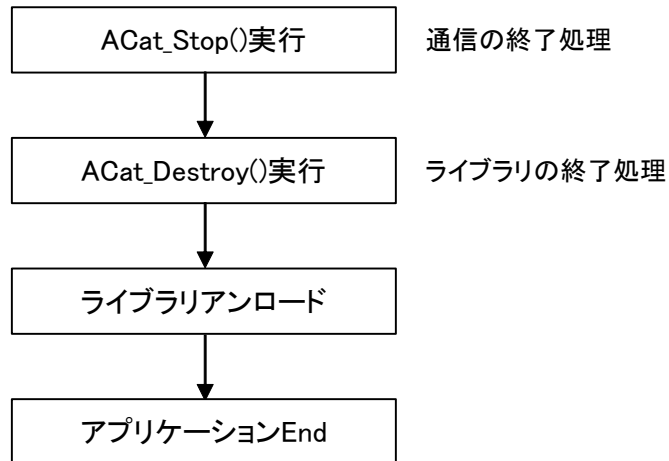 ACat_Stop()実行
通信の終了処理
ACat_Destroy()実行
ライブラリの終了処理
ライブラリアンロード
アプリケーションEnd